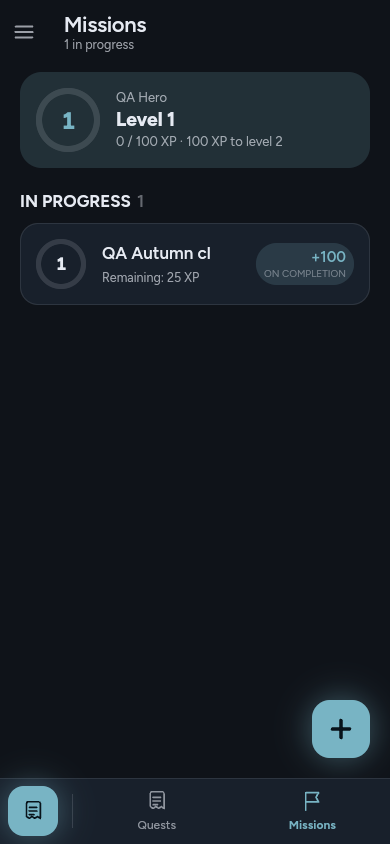 Missions
1 in progress
QA Hero
1
Level 1
0 / 100 XP · 100 XP to level 2
IN PROGRESS 1
1
QA Autumn cl
Remaining: 25 XP
+100
ON COMPLETION
Quests
Missions